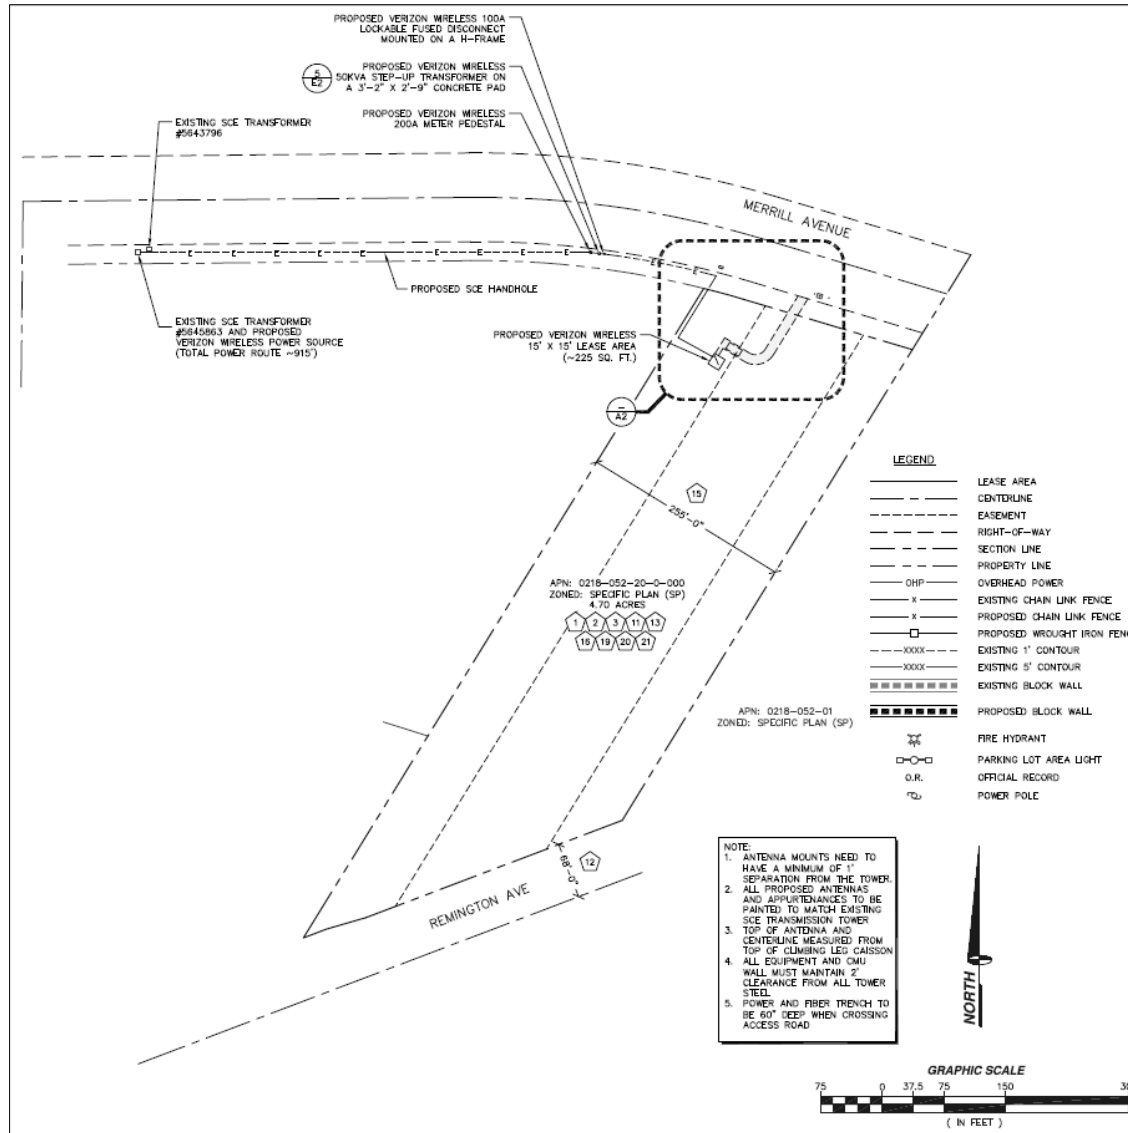 PROPOSED VERIZON WIRELESS 100A
LOCKABLE FUSED DISCONNECT
MOUNTED ON A H-FRAME
5
E2
PROPOSED VERIZON WIRELESS
50KVA STEP-UP TRANSFORMER ON
A 3'-2" X 2'-9" CONCRETE PAD
PROPOSED VERIZON WIRELESS
200A METER PEDESTAL
EXISTING SCE TRANSFORMER
#5643796
MERRILL AVENUE
E E E E E E E E E E E
PROPOSED SCE HANDHOLE
EXISTING SCE TRANSFORMER
#5645863 AND PROPOSED
VERIZON WIRELESS POWER SOURCE
(TOTAL POWER ROUTE ~915')
PROPOSED VERIZON WIRELESS
15' X 15' LEASE AREA
(~225 SQ. FT.)
–
A2
15
255'-0"
APN: 0218-052-20-0-000
ZONED: SPECIFIC PLAN (SP)
4.70 ACRES
1 2 3 11 13
16 19 20 21
APN: 0218-052-01
ZONED: SPECIFIC PLAN (SP)
12
68'-0"
REMINGTON AVE
LEGEND
LEASE AREA
CENTERLINE
EASEMENT
RIGHT-OF-WAY
SECTION LINE
PROPERTY LINE
OHP OVERHEAD POWER
x EXISTING CHAIN LINK FENCE
x PROPOSED CHAIN LINK FENCE
PROPOSED WROUGHT IRON FENC
XXXX EXISTING 1' CONTOUR
XXXX EXISTING 5' CONTOUR
EXISTING BLOCK WALL
PROPOSED BLOCK WALL
FIRE HYDRANT
PARKING LOT AREA LIGHT
O.R. OFFICIAL RECORD
POWER POLE
NOTE:
1. ANTENNA MOUNTS NEED TO
HAVE A MINIMUM OF 1'
SEPARATION FROM THE TOWER.
2. ALL PROPOSED ANTENNAS
AND APPURTENANCES TO BE
PAINTED TO MATCH EXISTING
SCE TRANSMISSION TOWER
3. TOP OF ANTENNA AND
CENTERLINE MEASURED FROM
TOP OF CLIMBING LEG CAISSON
4. ALL EQUIPMENT AND CMU
WALL MUST MAINTAIN 2'
CLEARANCE FROM ALL TOWER
STEEL
5. POWER AND FIBER TRENCH TO
BE 60" DEEP WHEN CROSSING
ACCESS ROAD
NORTH
GRAPHIC SCALE
75 0 37.5 75 150 30
( IN FEET )